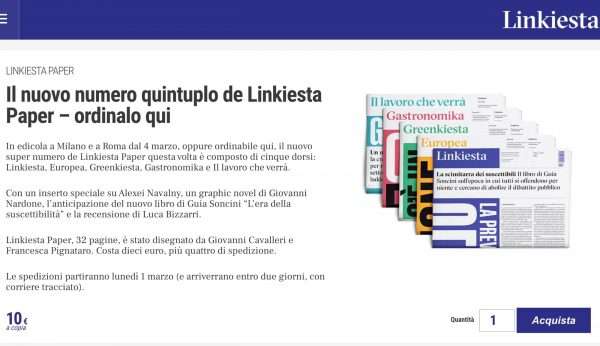 Linkiesta
LINKIESTA PAPER
Il nuovo numero quintuplo de Linkiesta
Paper – ordinalo qui
In edicola a Milano e a Roma dal 4 marzo, oppure ordinabile qui, il nuovo
super numero de Linkiesta Paper questa volta è composto di cinque dorsi:
Linkiesta, Europea, Greenkiesta, Gastronomika e Il lavoro che verrà.
Con un inserto speciale su Alexei Navalny, un graphic novel di Giovanni
Nardone, l'anticipazione del nuovo libro di Guia Soncini "L'era della
suscettibilità" e la recensione di Luca Bizzarri.
Linkiesta Paper, 32 pagine, è stato disegnato da Giovanni Cavalleri e
Francesca Pignataro. Costa dieci euro, più quattro di spedizione.
Le spedizioni partiranno lunedì 1 marzo (e arriverrano entro due giorni, con
corriere tracciato).
10€
a copia
Il lavoro che verrà
Gastronomika
Greenkiesta
Europea
Linkiesta
La scimitarra dei suscettibili Il libro di Guia
Soncini sull'epoca in cui ci si offendono per
niente e cercano di abolire il dibattito pubblico
LA PREV
Quantità
1
Acquista